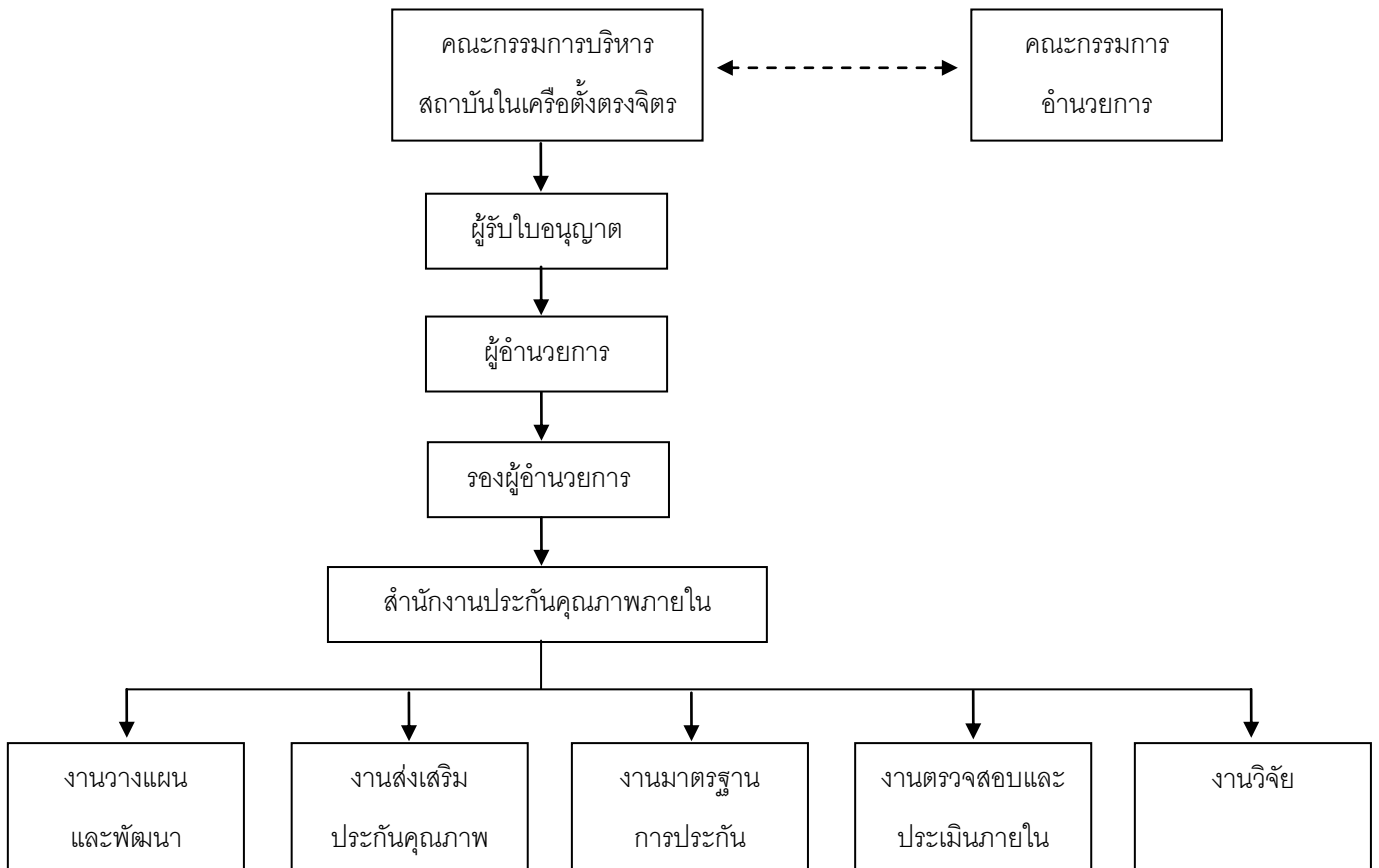 คณะกรรมการบริหาร
สถาบันในเครือตั้งตรงจิตร
คณะกรรมการ
อำนวยการ
ผู้รับใบอนุญาต
ผู้อำนวยการ
รองผู้อำนวยการ
สำนักงานประกันคุณภาพภายใน
งานวางแผน
และพัฒนา
งานส่งเสริม
ประกันคุณภาพ
งานมาตรฐาน
การประกัน
งานตรวจสอบและ
ประเมินภายใน
งานวิจัย